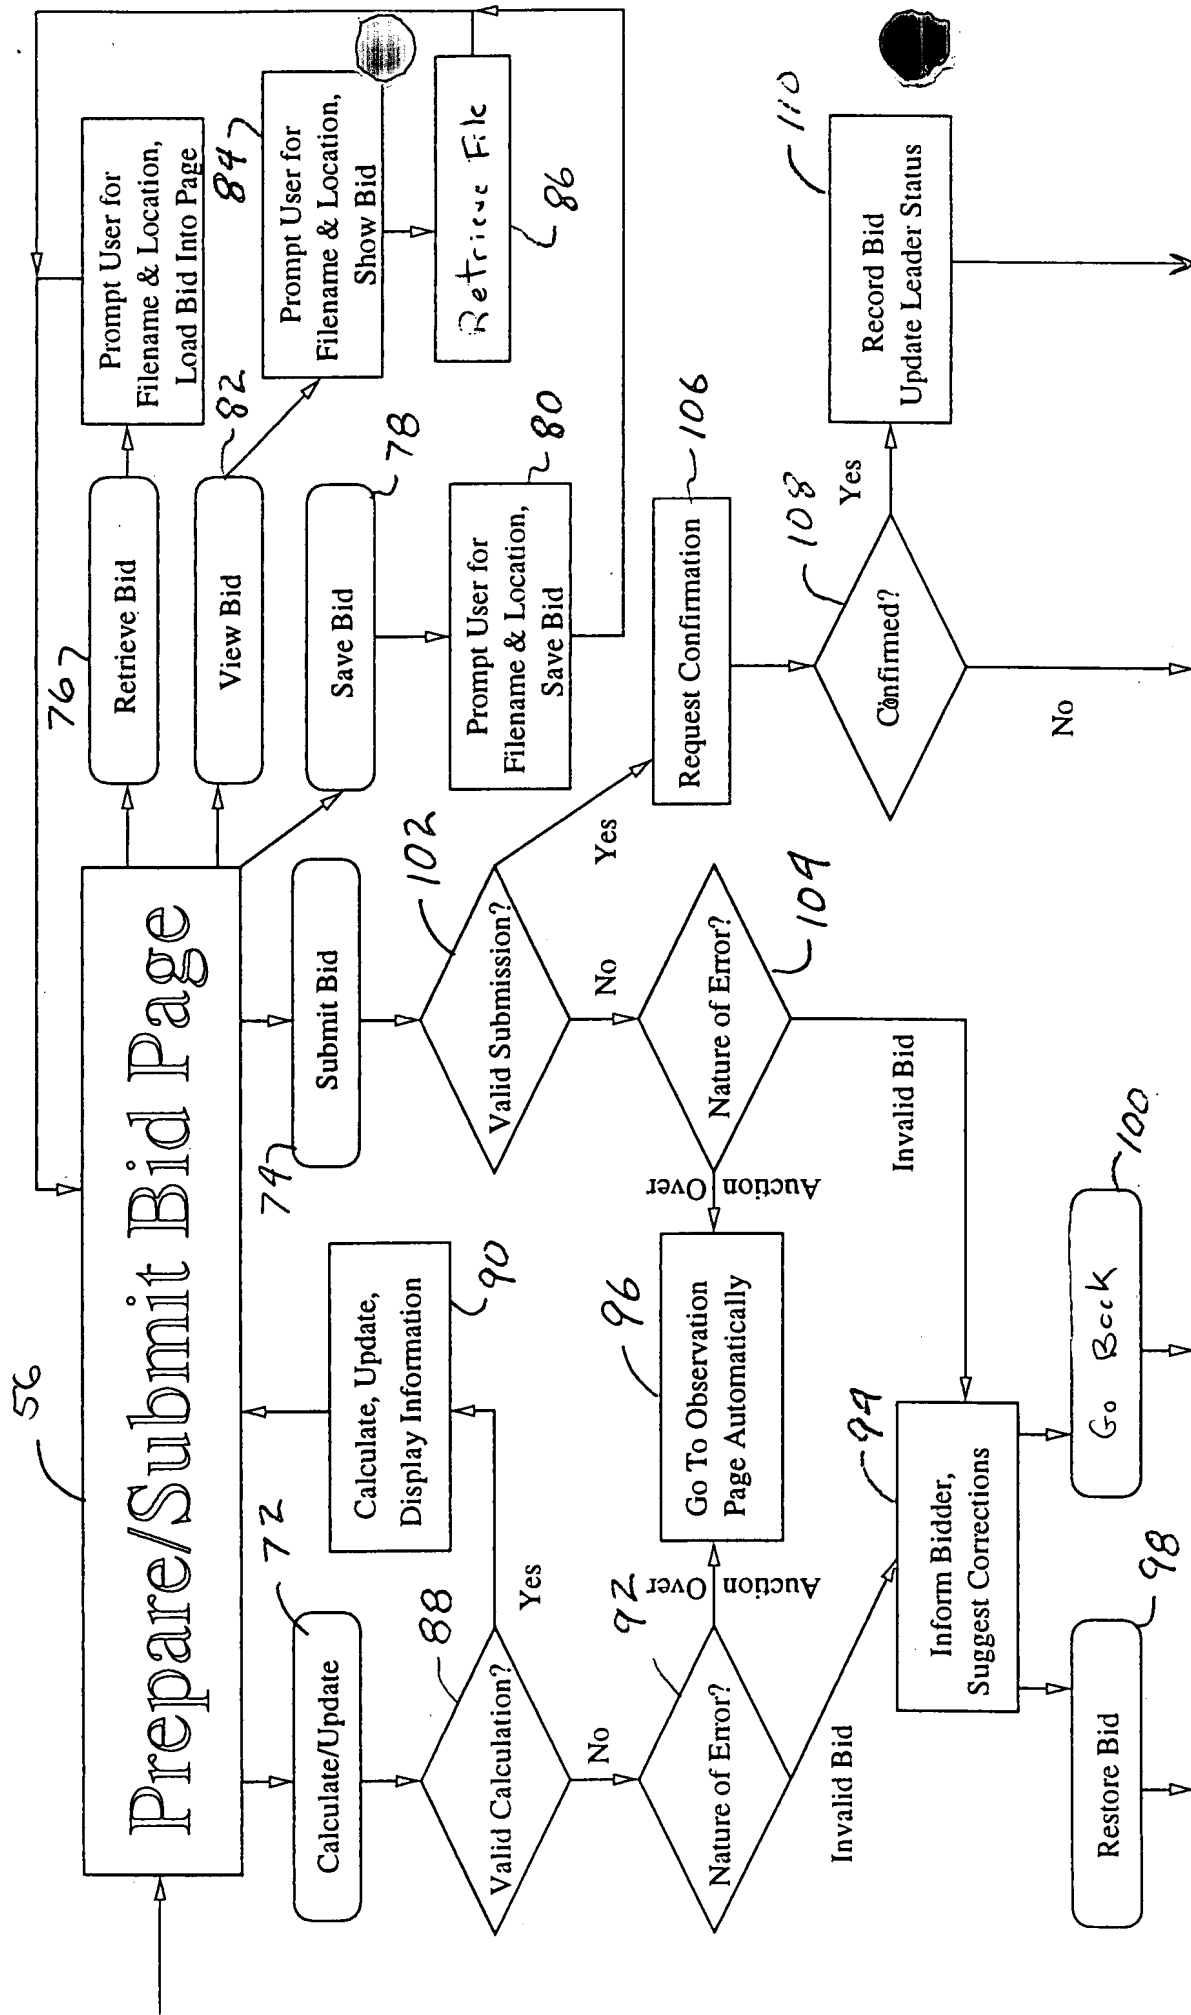 56
Prepare/Submit Bid Page
76
Retrieve Bid
Prompt User for
Filename & Location,
Load Bid Into Page
View Bid
82
84
Prompt User for
Filename & Location,
Show Bid
Save Bid
78
Retrieve File
86
Prompt User for
Filename & Location,
Save Bid
80
Calculate/Update
72
Calculate, Update,
Display Information
90
74
Submit Bid
Valid Calculation?
88
Yes
No
Valid Submission?
102
Yes
No
Request Confirmation
106
Nature of Error?
92
Auction Over
Invalid Bid
96
Go To Observation
Page Automatically
Auction Over
Nature of Error?
104
Invalid Bid
Confirmed?
108
Yes
No
Record Bid
Update Leader Status
110
Inform Bidder,
Suggest Corrections
94
Restore Bid
98
Go Back
100